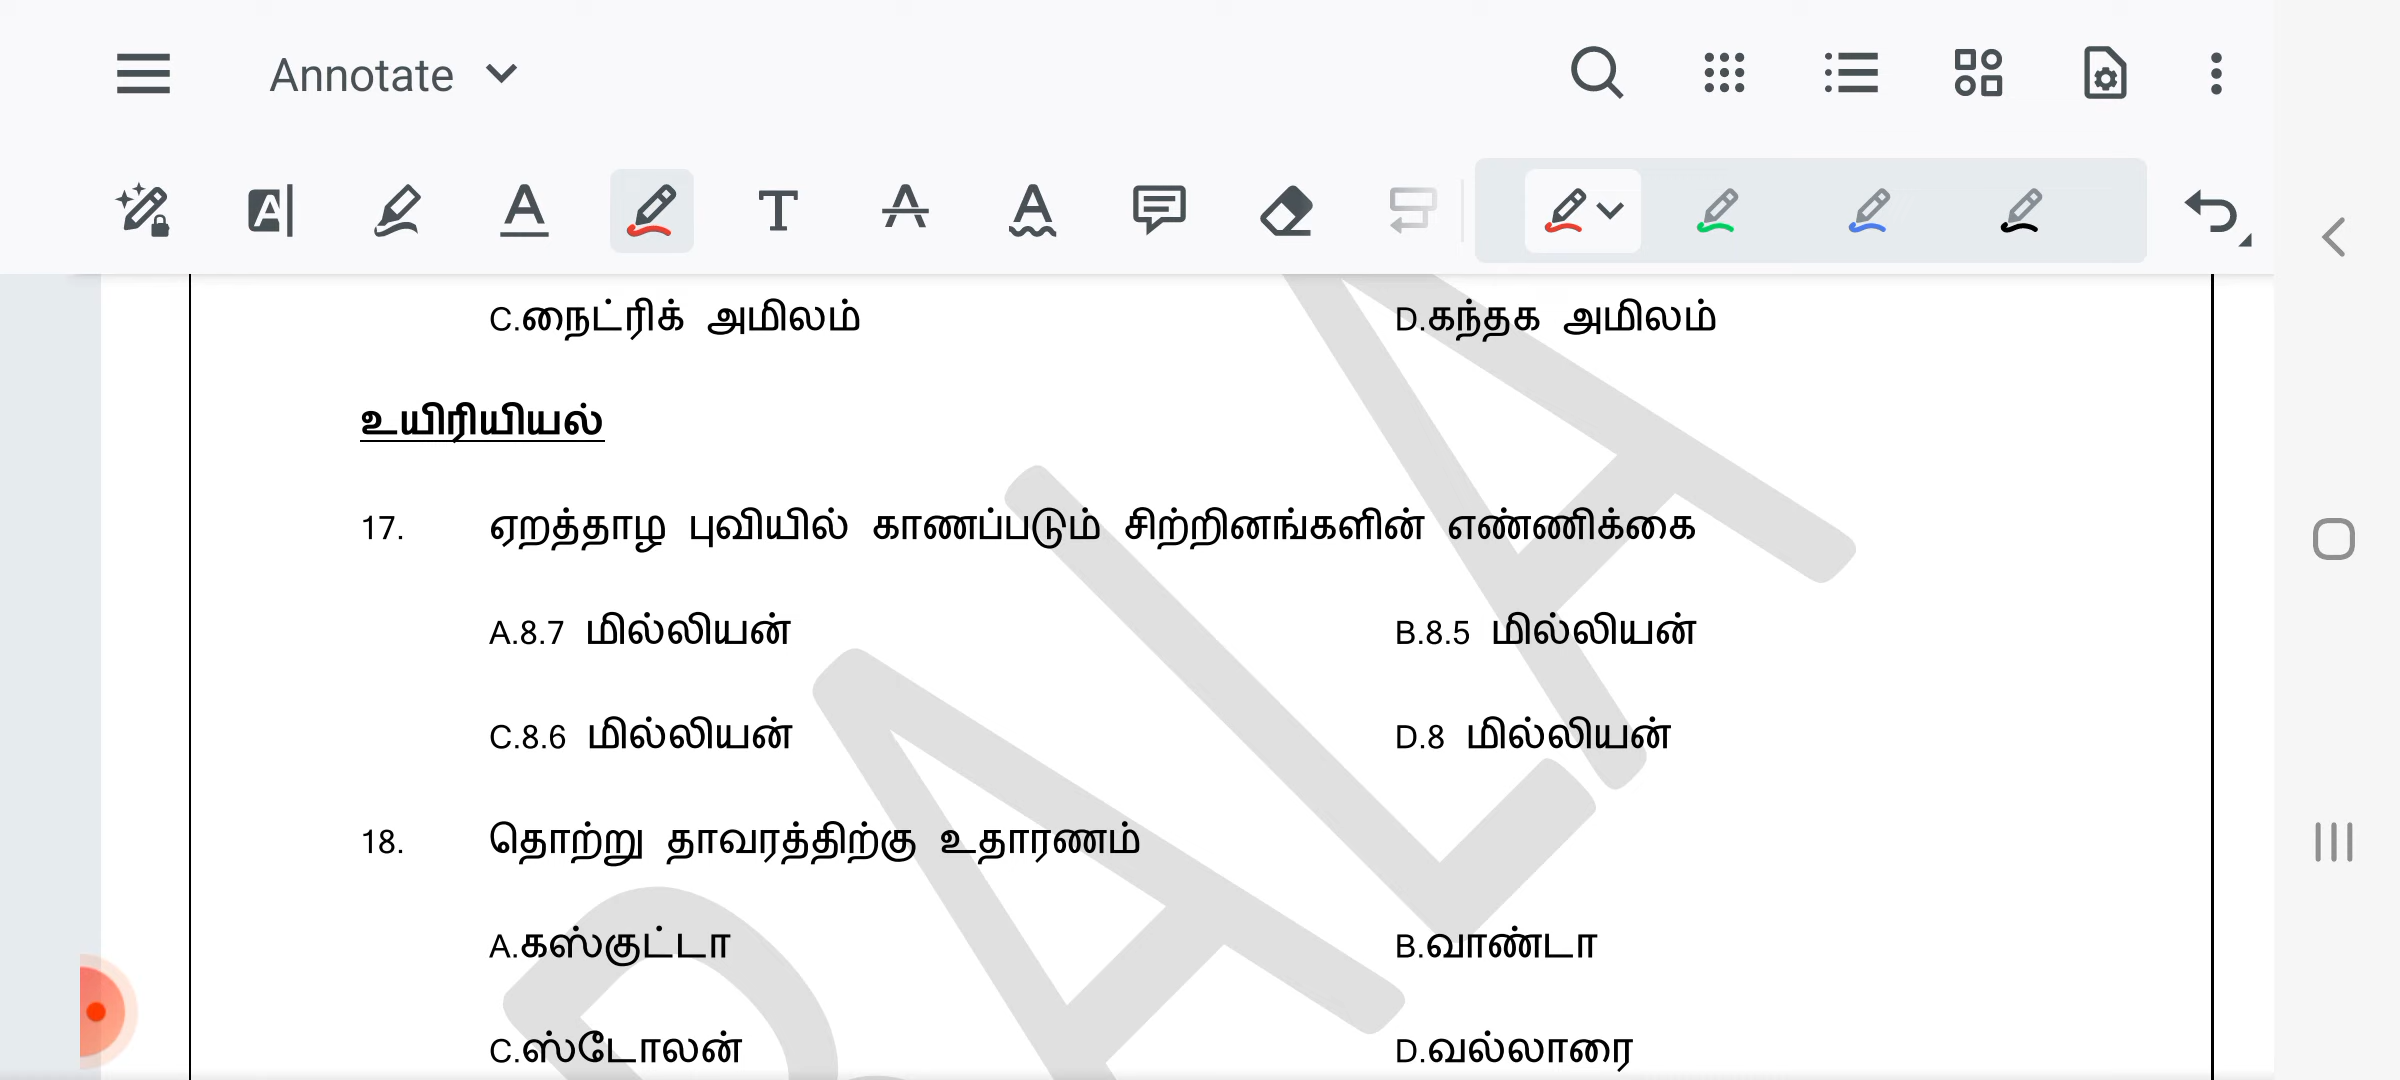 Annotate
C.நைட்ரிக் அமிலம் D.கந்தக அமிலம்
உயிரியியல்
17. ஏறத்தாழ புவியில் காணப்படும் சிற்றினங்களின் எண்ணிக்கை
A.8.7 மில்லியன் B.8.5 மில்லியன்
C.8.6 மில்லியன் D.8 மில்லியன்
18. தொற்று தாவரத்திற்கு உதாரணம்
A.கஸ்குட்டா B.வாண்டா
C.ஸ்டோலன் D.வல்லாரை